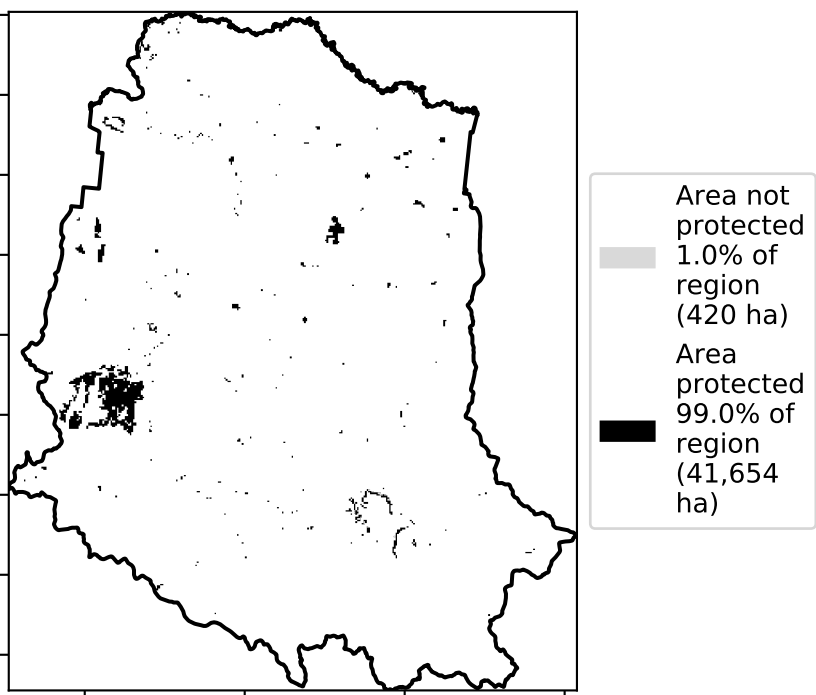 Area not
protected
1.0% of
region
(420 ha)
Area
protected
99.0% of
region
(41,654
ha)